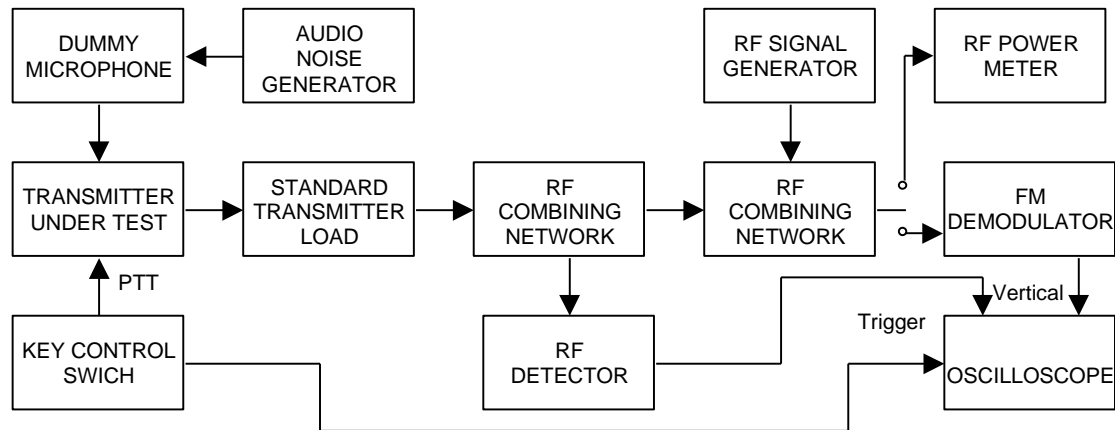 DUMMY
MICROPHONE
AUDIO
NOISE
GENERATOR
RF SIGNAL
GENERATOR
RF POWER
METER
TRANSMITTER
UNDER TEST
STANDARD
TRANSMITTER
LOAD
RF
COMBINING
NETWORK
RF
COMBINING
NETWORK
FM
DEMODULATOR
PTT
Vertical
Trigger
KEY CONTROL
SWICH
RF
DETECTOR
OSCILLOSCOPE